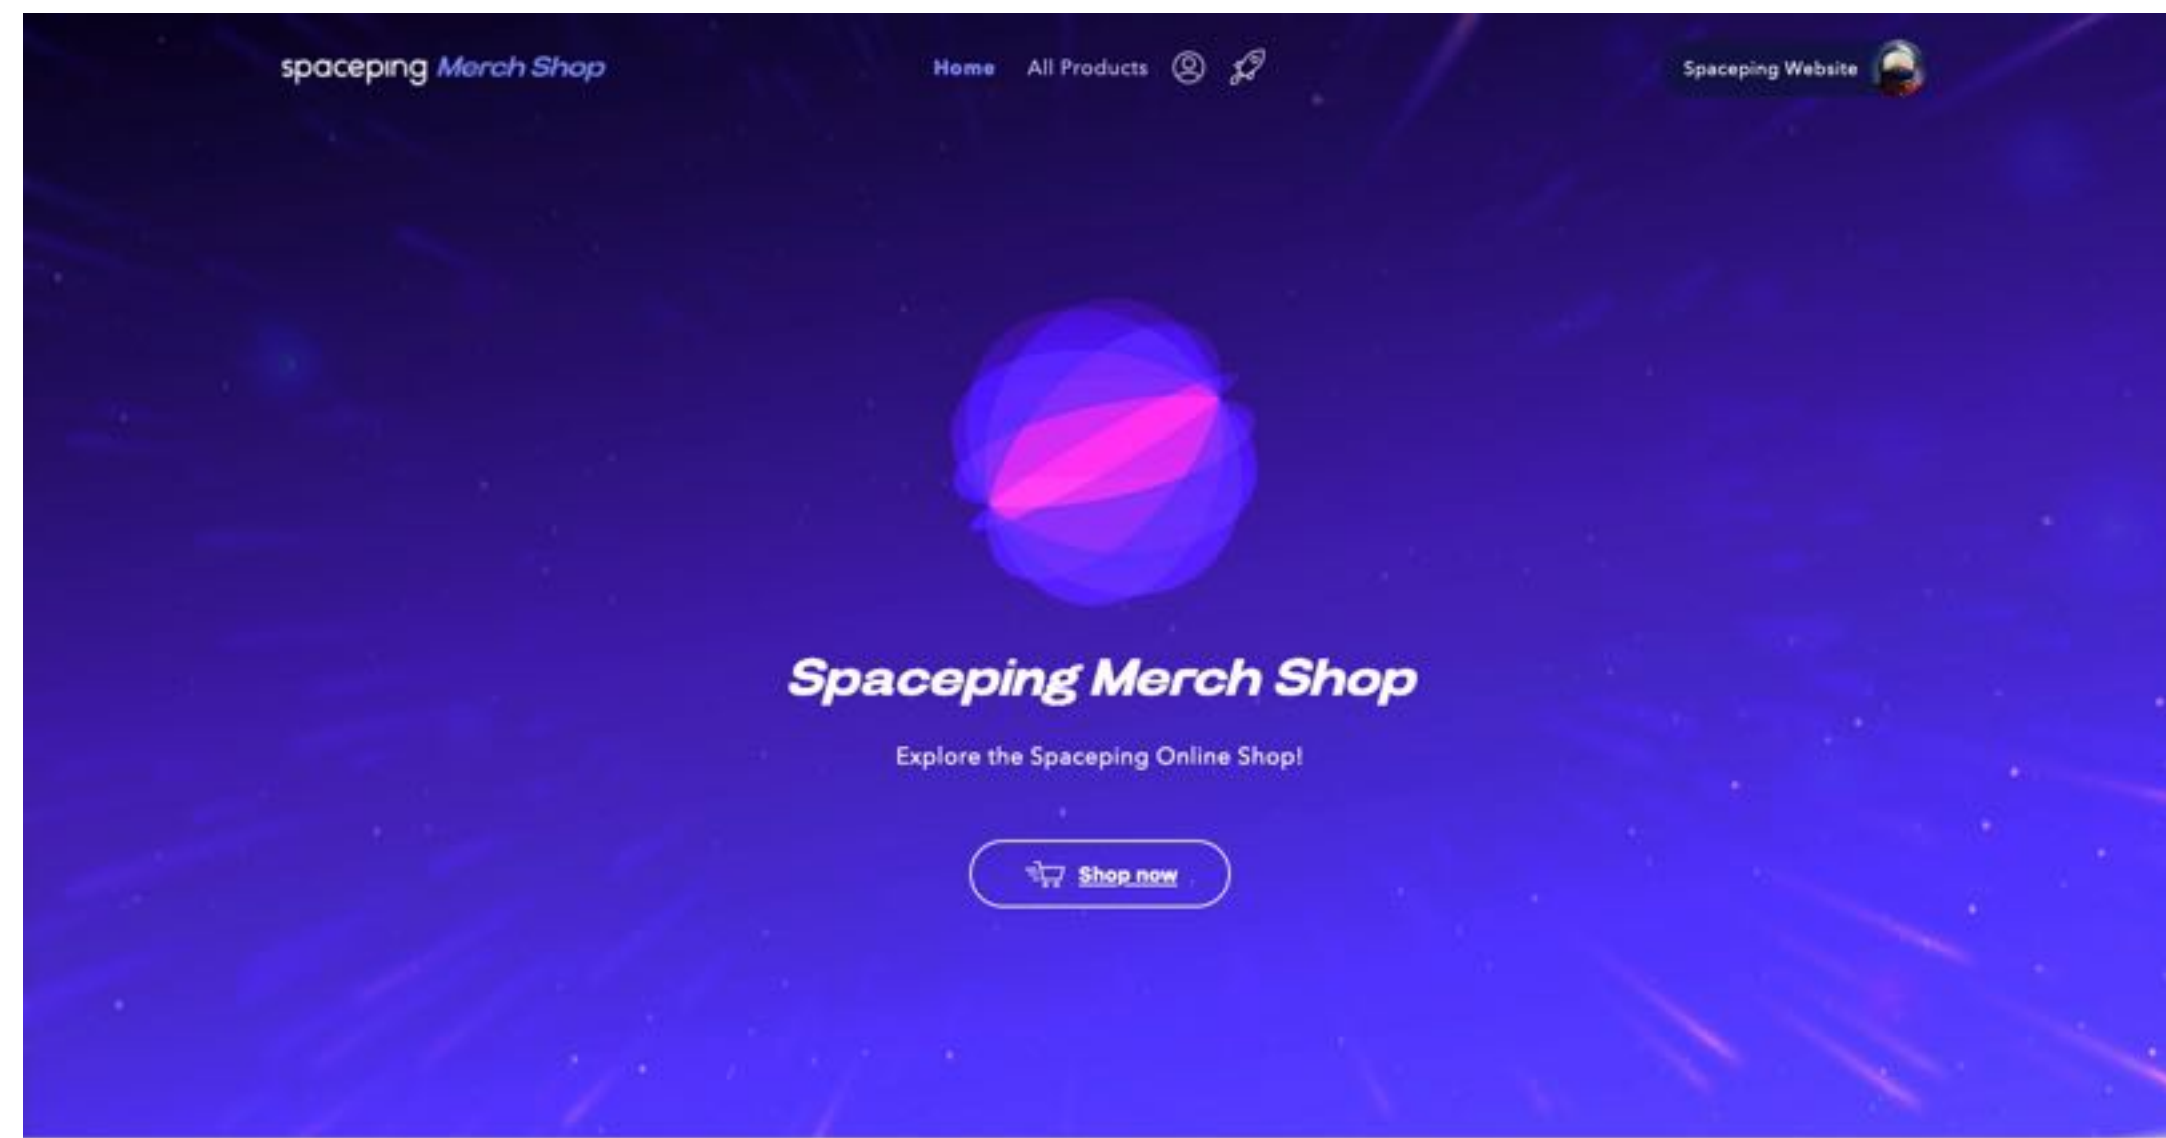 spaceping Merch Shop
Home All Products
Spaceping Website
Spaceping Merch Shop
Explore the Spaceping Online Shop!
Shop now